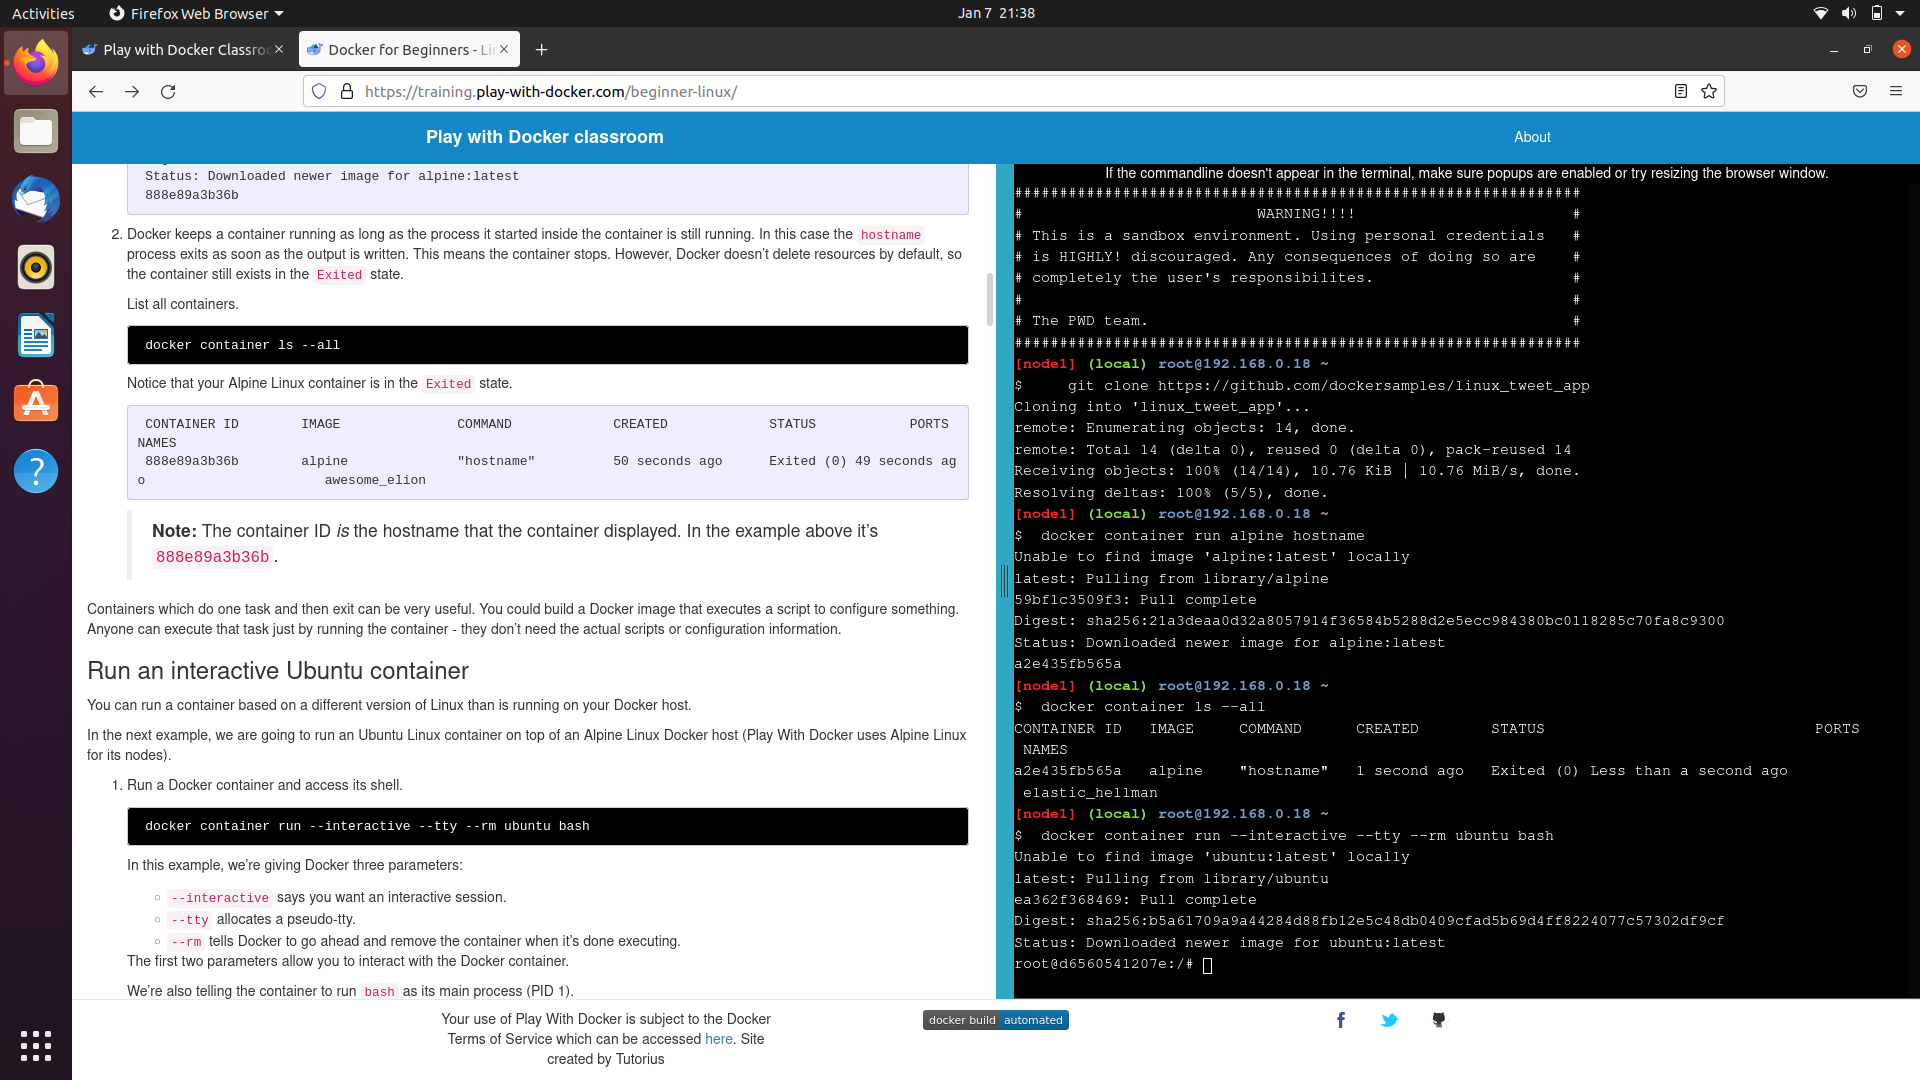 Activities
Firefox Web Browser
Jan 7 21:38
Play with Docker Classro
Docker for Beginners - Li
https://training.play-with-docker.com/beginner-linux/
Play with Docker classroom
About
Status: Downloaded newer image for alpine:latest
888e89a3b36b
2. Docker keeps a container running as long as the process it started inside the container is still running. In this case the hostname
process exits as soon as the output is written. This means the container stops. However, Docker doesn't delete resources by default, so
the container still exists in the Exited state.
List all containers.
docker container ls --all
Notice that your Alpine Linux container is in the Exited state.
CONTAINER ID IMAGE COMMAND CREATED STATUS PORTS
NAMES
888e89a3b36b alpine "hostname" 50 seconds ago Exited (0) 49 seconds ag
o awesome_elion
Note: The container ID is the hostname that the container displayed. In the example above it's
888e89a3b36b.
Containers which do one task and then exit can be very useful. You could build a Docker image that executes a script to configure something.
Anyone can execute that task just by running the container - they don't need the actual scripts or configuration information.
Run an interactive Ubuntu container
You can run a container based on a different version of Linux than is running on your Docker host.
In the next example, we are going to run an Ubuntu Linux container on top of an Alpine Linux Docker host (Play With Docker uses Alpine Linux
for its nodes).
1. Run a Docker container and access its shell.
docker container run --interactive --tty --rm ubuntu bash
In this example, we're giving Docker three parameters:
--interactive says you want an interactive session.
--tty allocates a pseudo-tty.
--rm tells Docker to go ahead and remove the container when it's done executing.
The first two parameters allow you to interact with the Docker container.
We're also telling the container to run bash as its main process (PID 1).
If the commandline doesn't appear in the terminal, make sure popups are enabled or try resizing the browser window.
###############################################################
# WARNING!!!! #
# This is a sandbox environment. Using personal credentials #
# is HIGHLY! discouraged. Any consequences of doing so are #
# completely the user's responsibilites. #
# #
# The PWD team. #
###############################################################
[node1] (local) root@192.168.0.18 ~
$ git clone https://github.com/dockersamples/linux_tweet_app
Cloning into 'linux_tweet_app'...
remote: Enumerating objects: 14, done.
remote: Total 14 (delta 0), reused 0 (delta 0), pack-reused 14
Receiving objects: 100% (14/14), 10.76 KiB | 10.76 MiB/s, done.
Resolving deltas: 100% (5/5), done.
[node1] (local) root@192.168.0.18 ~
$ docker container run alpine hostname
Unable to find image 'alpine:latest' locally
latest: Pulling from library/alpine
59bf1c3509f3: Pull complete
Digest: sha256:21a3deaa0d32a8057914f36584b5288d2e5ecc984380bc0118285c70fa8c9300
Status: Downloaded newer image for alpine:latest
a2e435fb565a
[node1] (local) root@192.168.0.18 ~
$ docker container ls --all
CONTAINER ID IMAGE COMMAND CREATED STATUS PORTS
NAMES
a2e435fb565a alpine "hostname" 1 second ago Exited (0) Less than a second ago
elastic_hellman
[node1] (local) root@192.168.0.18 ~
$ docker container run --interactive --tty --rm ubuntu bash
Unable to find image 'ubuntu:latest' locally
latest: Pulling from library/ubuntu
ea362f368469: Pull complete
Digest: sha256:b5a61709a9a44284d88fb12e5c48db0409cfad5b69d4ff8224077c57302df9cf
Status: Downloaded newer image for ubuntu:latest
root@d6560541207e:/#
Your use of Play With Docker is subject to the Docker
Terms of Service which can be accessed here. Site
created by Tutorius
docker build automated